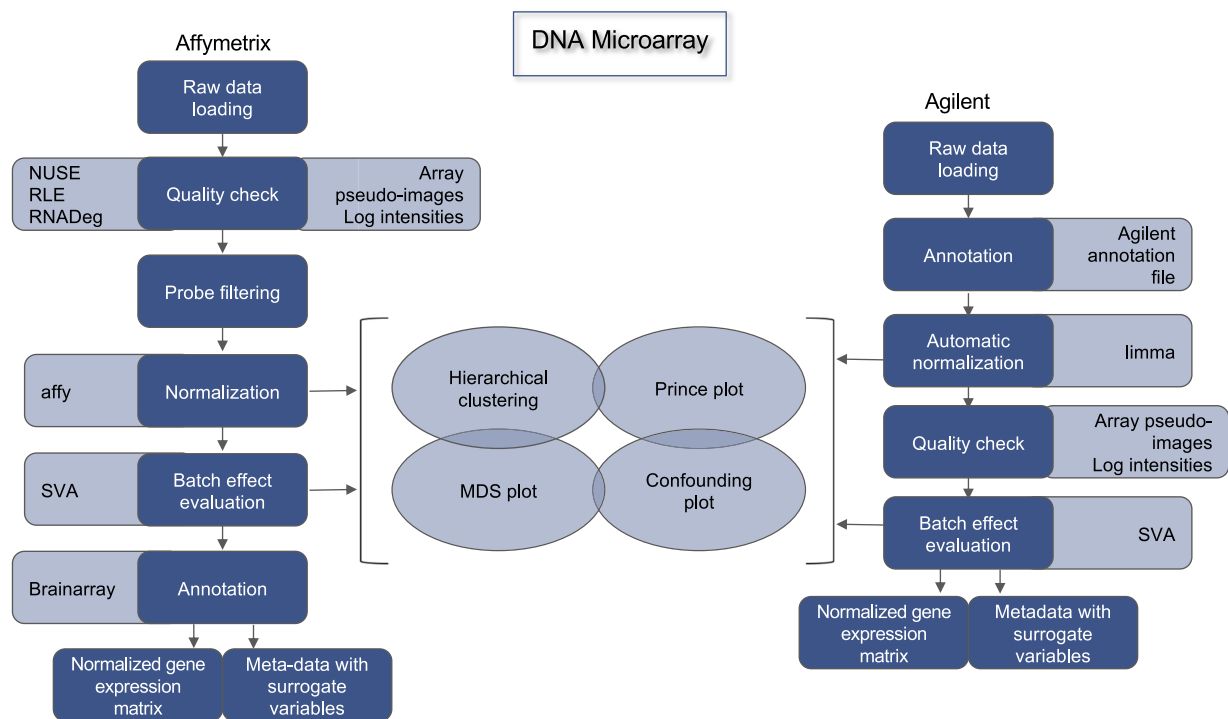 DNA Microarray
Affymetrix
Raw data
loading
NUSE
RLE
RNADeg
Quality check
Array
pseudo-images
Log intensities
Probe filtering
affy
Normalization
SVA
Batch effect
evaluation
Brainarray
Annotation
Normalized gene
expression
matrix
Meta-data with
surrogate
variables
Hierarchical
clustering
Prince plot
MDS plot
Confounding
plot
Agilent
Raw data
loading
Annotation
Agilent
annotation
file
Automatic
normalization
limma
Quality check
Array pseudo-
images
Log intensities
Batch effect
evaluation
SVA
Normalized gene
expression
matrix
Metadada with
surrogate
variables